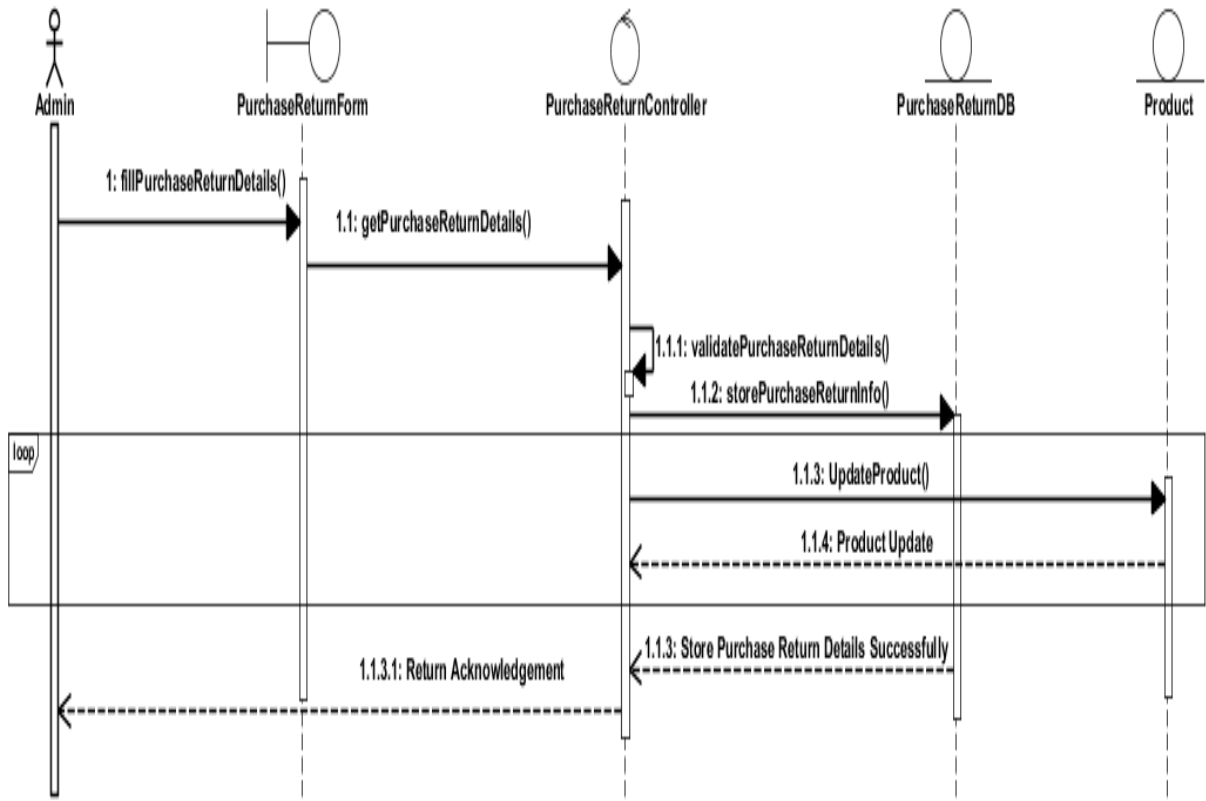 Admin
PurchaseReturnForm
PurchaseReturnController
PurchaseReturnDB
Product
1: fillPurchaseReturnDetails()
1.1: getPurchaseReturnDetails()
1.1.1: validatePurchaseReturnDetails()
1.1.2: storePurchaseReturnInfo()
loop
1.1.3: UpdateProduct()
1.1.4: Product Update
1.1.3: Store Purchase Return Details Successfully
1.1.3.1: Return Acknowledgement